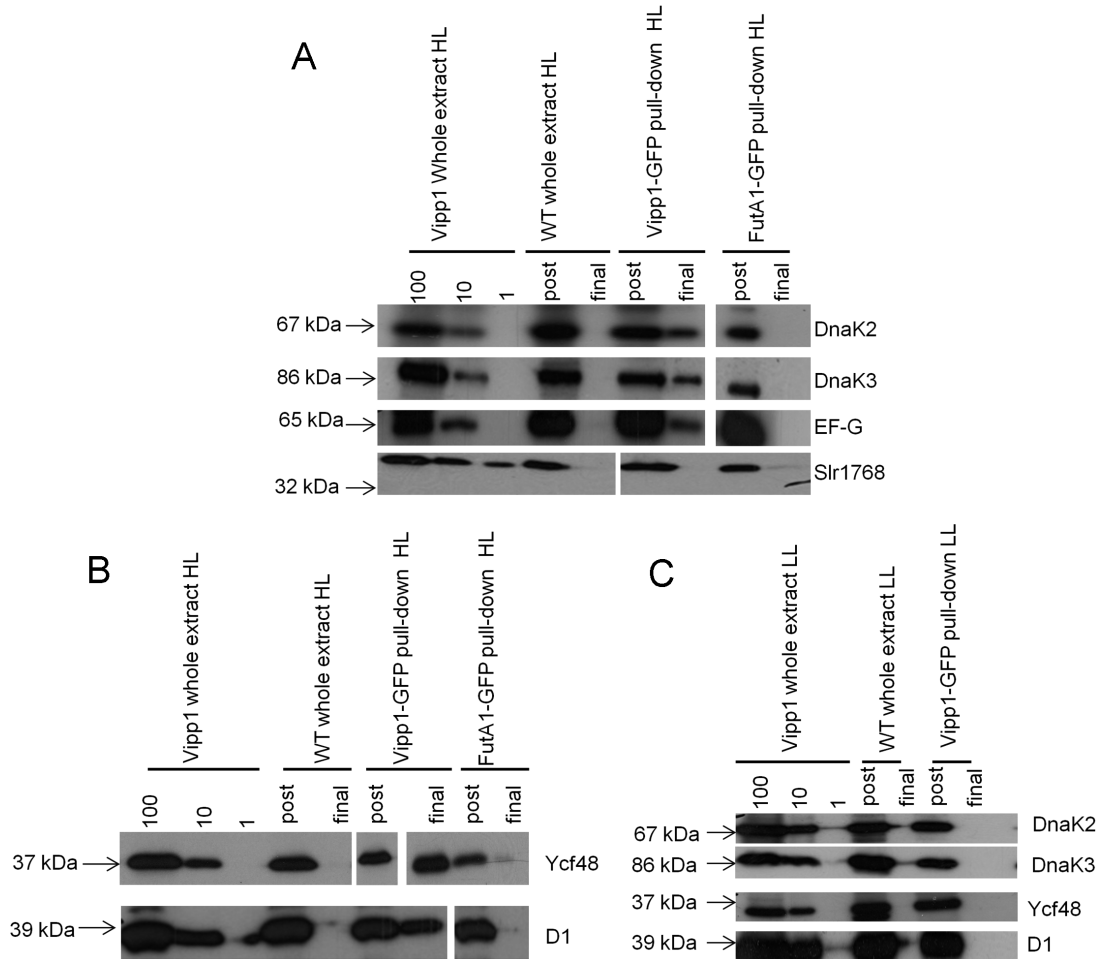 A
Vipp1 Whole extract HL
WT whole extract HL
Vipp1-GFP pull-down HL
FutA1-GFP pull-down HL
100 10 1 post final post final post final
67 kDa DnaK2
86 kDa DnaK3
65 kDa EF-G
Slr1768
32 kDa
B
Vipp1 whole extract HL
WT whole extract HL
Vipp1-GFP pull-down HL
FutA1-GFP pull-down HL
100 10 1 post final post final post final
37 kDa Ycf48
39 kDa D1
C
Vipp1 whole extract LL
WT whole extract LL
Vipp1-GFP pull-down LL
100 10 1 post final post final
67 kDa DnaK2
86 kDa DnaK3
37 kDa Ycf48
39 kDa D1